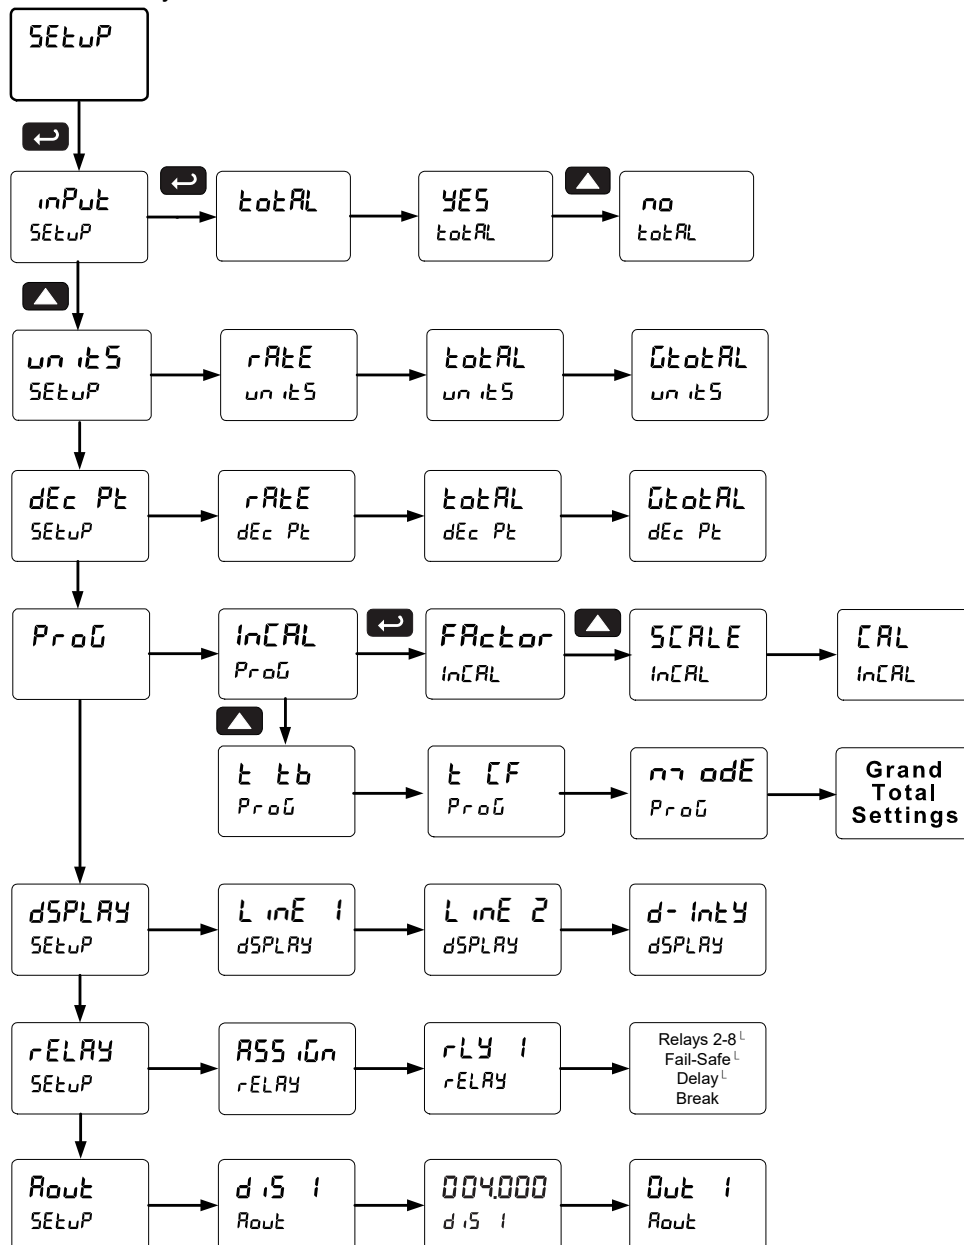 SEtuP
inPut
SEtuP
totAL
YES
totAL
no
totAL
units
SEtuP
rAtE
units
totAL
units
GtotAL
units
dEc Pt
SEtuP
rAtE
dEc Pt
totAL
dEc Pt
GtotAL
dEc Pt
ProG
InCAL
ProG
FActor
InCAL
SCALE
InCAL
CAL
InCAL
t tb
ProG
t CF
ProG
modE
ProG
Grand
Total
Settings
dSPLAY
SEtuP
LinE 1
dSPLAY
LinE 2
dSPLAY
d-IntY
dSPLAY
rELAY
SEtuP
ASSiGn
rELAY
rLY 1
rELAY
Relays 2-8
Fail-Safe
Delay
Break
Aout
SEtuP
diS 1
Aout
004.000
diS 1
Out 1
Aout